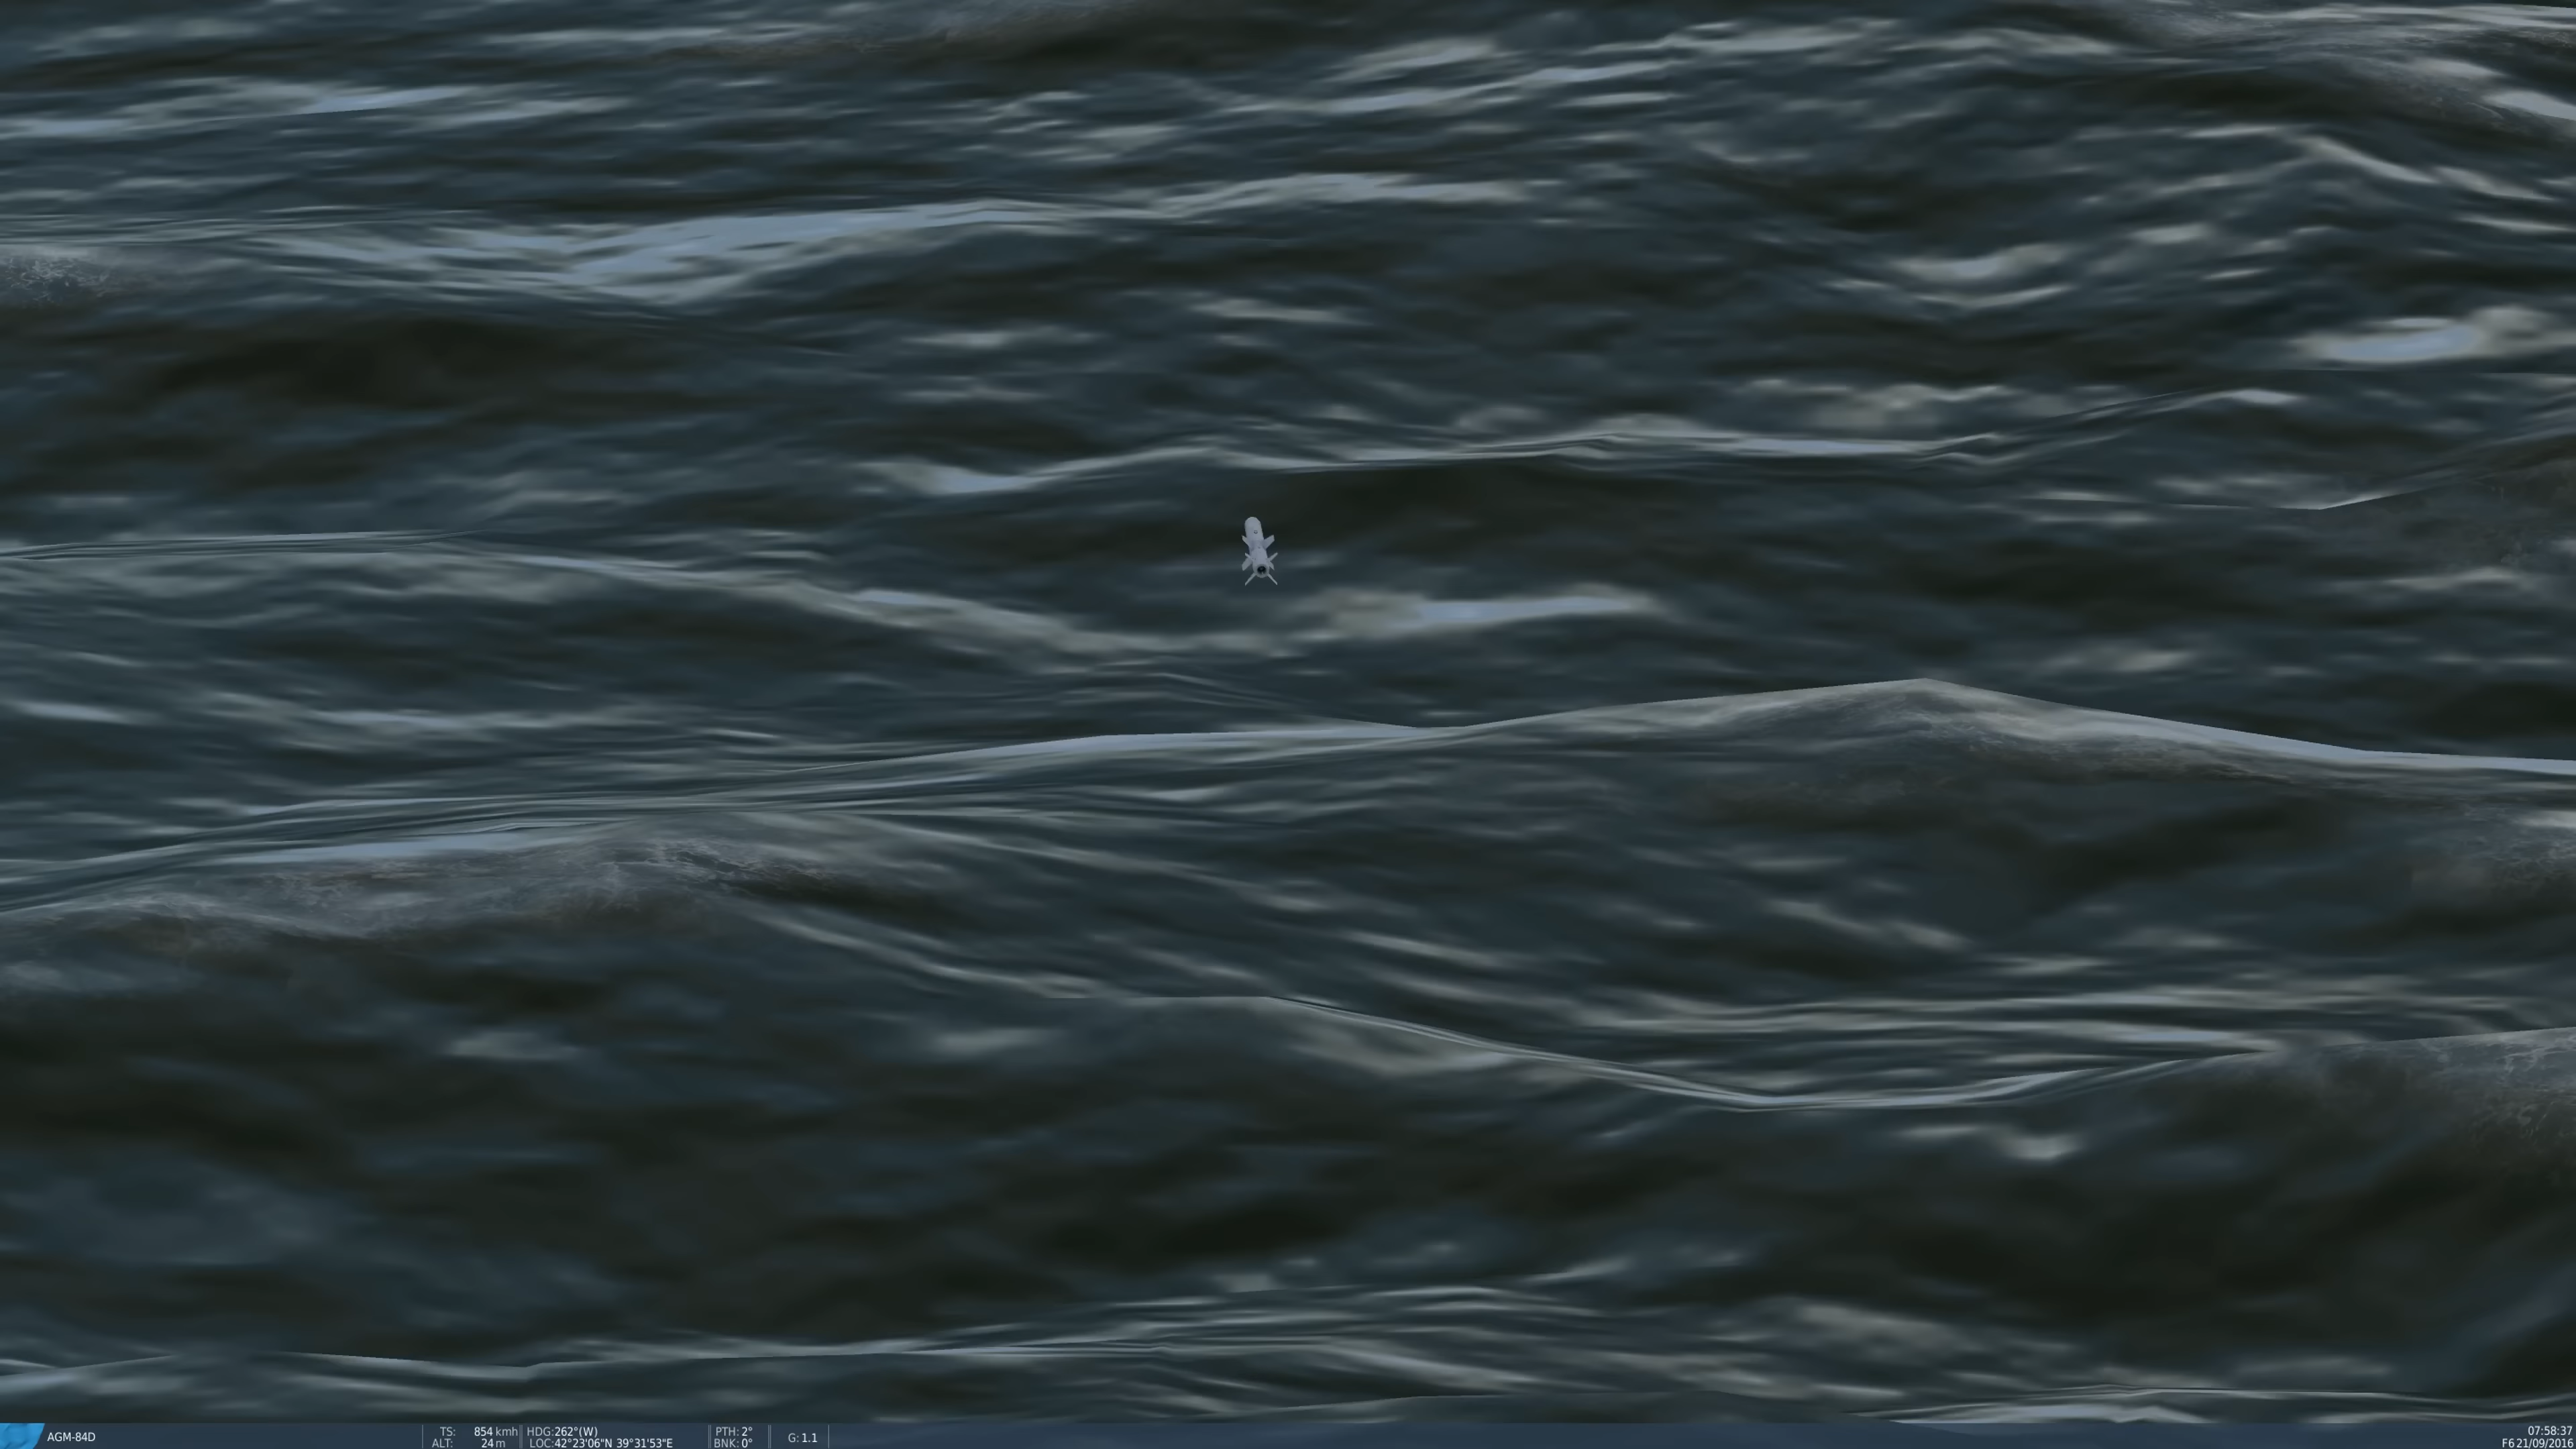 AGM-84D
TS: 854 kmh HDG:262°(W) PTH: 2° G: 1.1 07:58:37
ALT: 24 m LOC:42°23'06"N 39°31'53"E BNK: 0° F6 21/09/2016